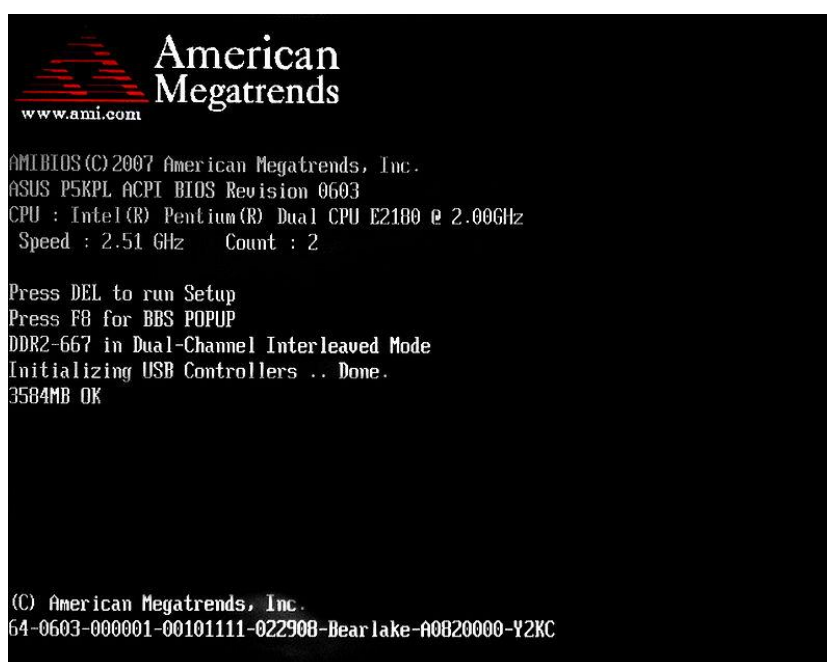 American
Megatrends
www.ami.com
AMIBIOS(C)2007 American Megatrends, Inc.
ASUS P5KPL ACPI BIOS Revision 0603
CPU : Intel(R) Pentium(R) Dual CPU E2180 @ 2.00GHz
Speed : 2.51 GHz Count : 2
Press DEL to run Setup
Press F8 for BBS POPUP
DDR2-667 in Dual-Channel Interleaved Mode
Initializing USB Controllers .. Done.
3584MB OK
(C) American Megatrends, Inc.
64-0603-000001-00101111-022908-Bearlake-A0820000-Y2KC